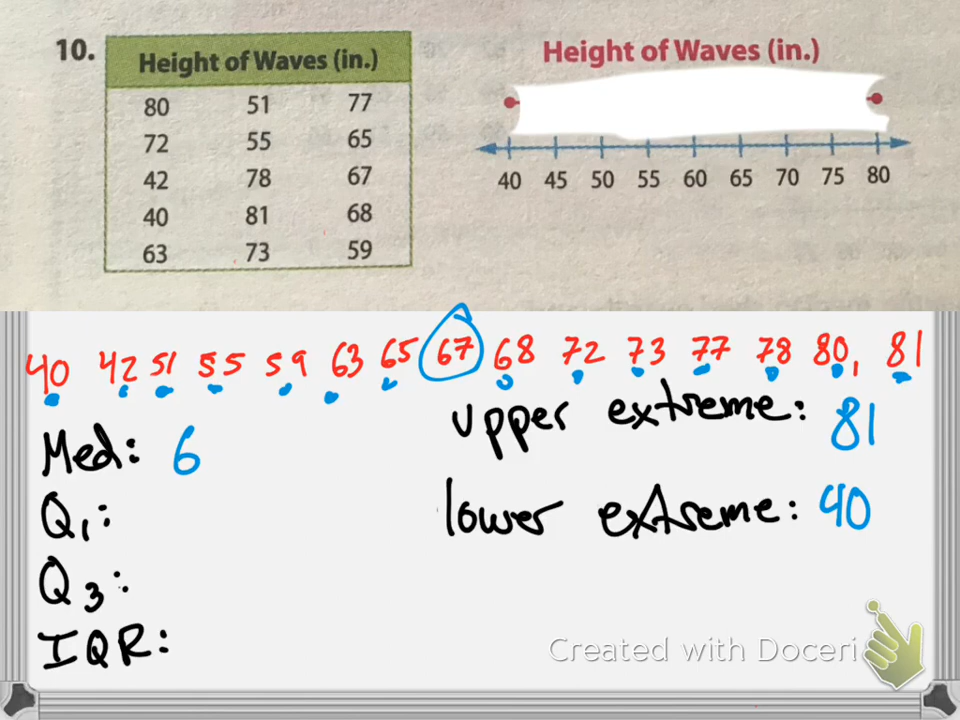 10.
Height of Waves (in.)
80 51 77
72 55 65
42 78 67
40 81 68
63 73 59
Height of Waves (in.)
40 45 50 55 60 65 70 75 80
40 42 51 55 59 63 65 67 68 72 73 77 78 80, 81
Med: 6
Q1:
Q3:
IQR:
upper extreme: 81
lower extreme: 40
Created with Doceri